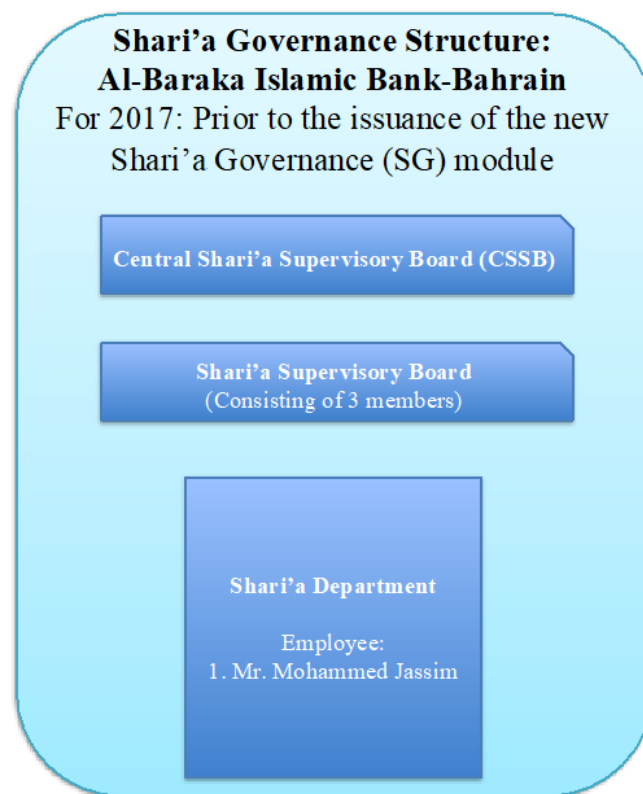 Shari’a Governance Structure:
Al-Baraka Islamic Bank-Bahrain
For 2017: Prior to the issuance of the new
Shari’a Governance (SG) module
Central Shari’a Supervisory Board (CSSB)
Shari’a Supervisory Board
(Consisting of 3 members)
Shari’a Department
Employee:
1. Mr. Mohammed Jassim